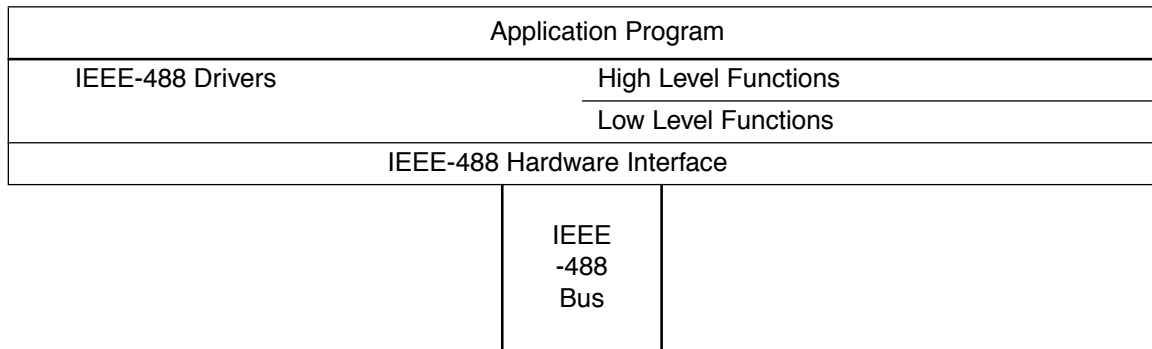 Application Program
IEEE-488 Drivers
High Level Functions
Low Level Functions
IEEE-488 Hardware Interface
IEEE
-488
Bus